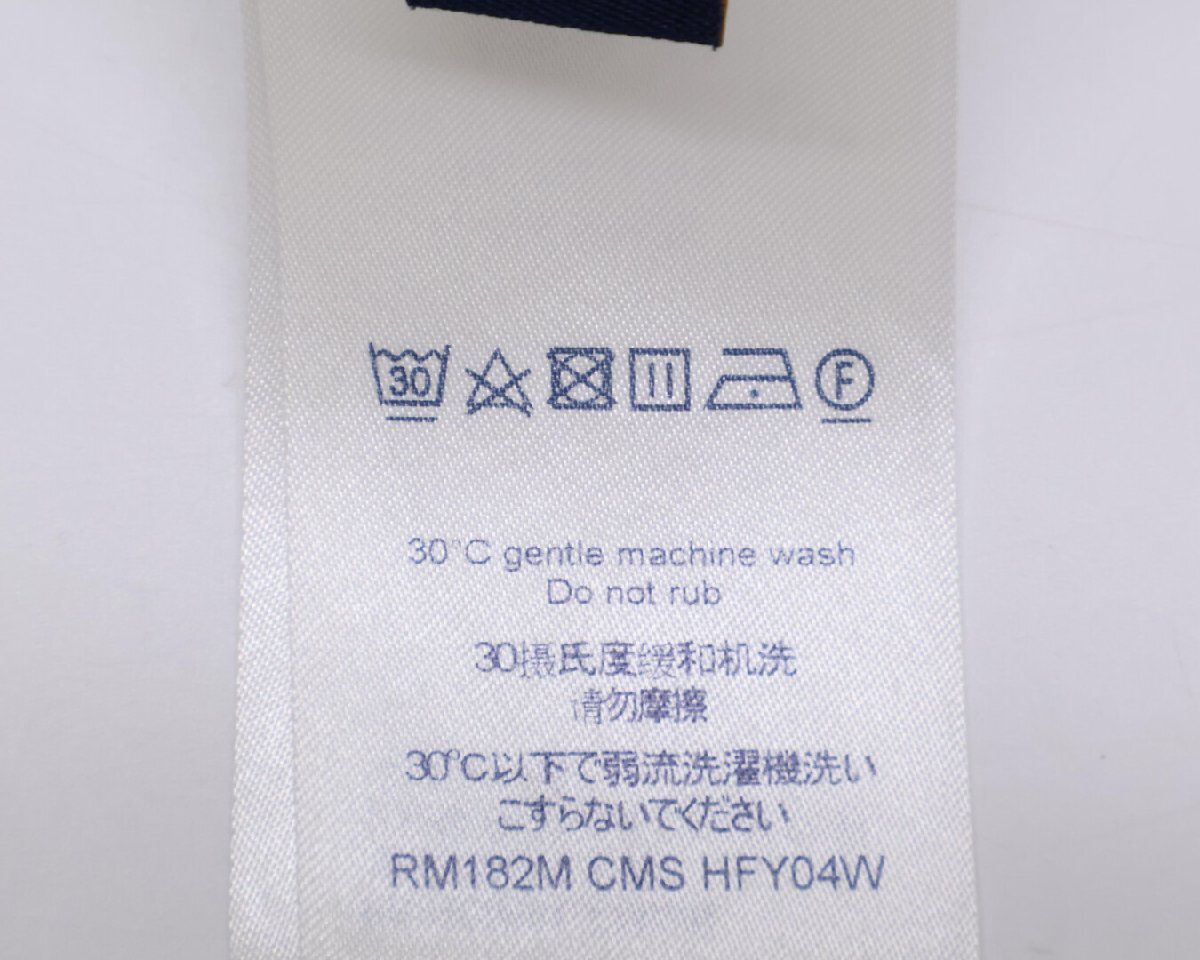 30
F
30°C gentle machine wash
Do not rub
30摄氏度缓和机洗
请勿摩擦
30°C以下で弱流洗濯機洗い
こすらないでください
RM182M CMS HFY04W